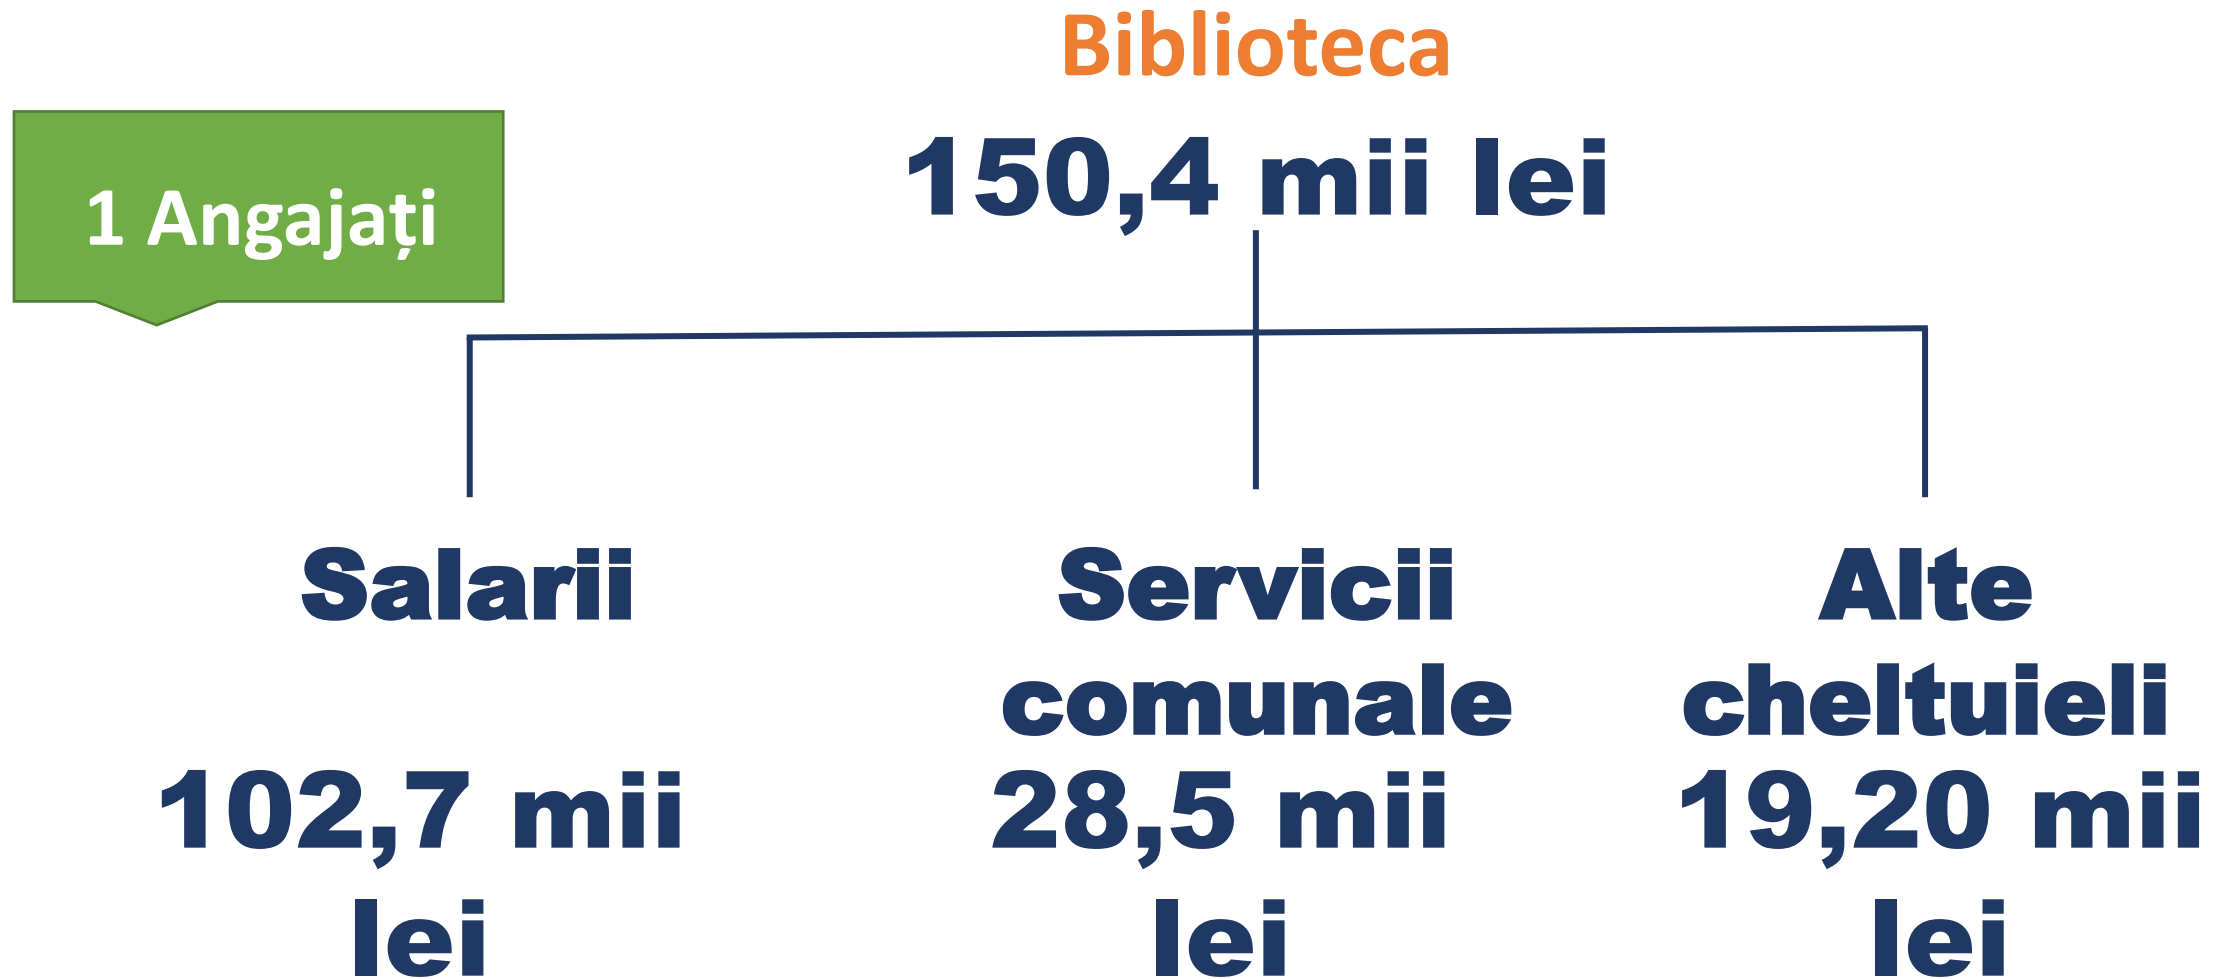 Biblioteca
150,4 mii lei
1 Angajați
Salarii
102,7 mii
lei
Servicii
comunale
28,5 mii
lei
Alte
cheltuieli
19,20 mii
lei